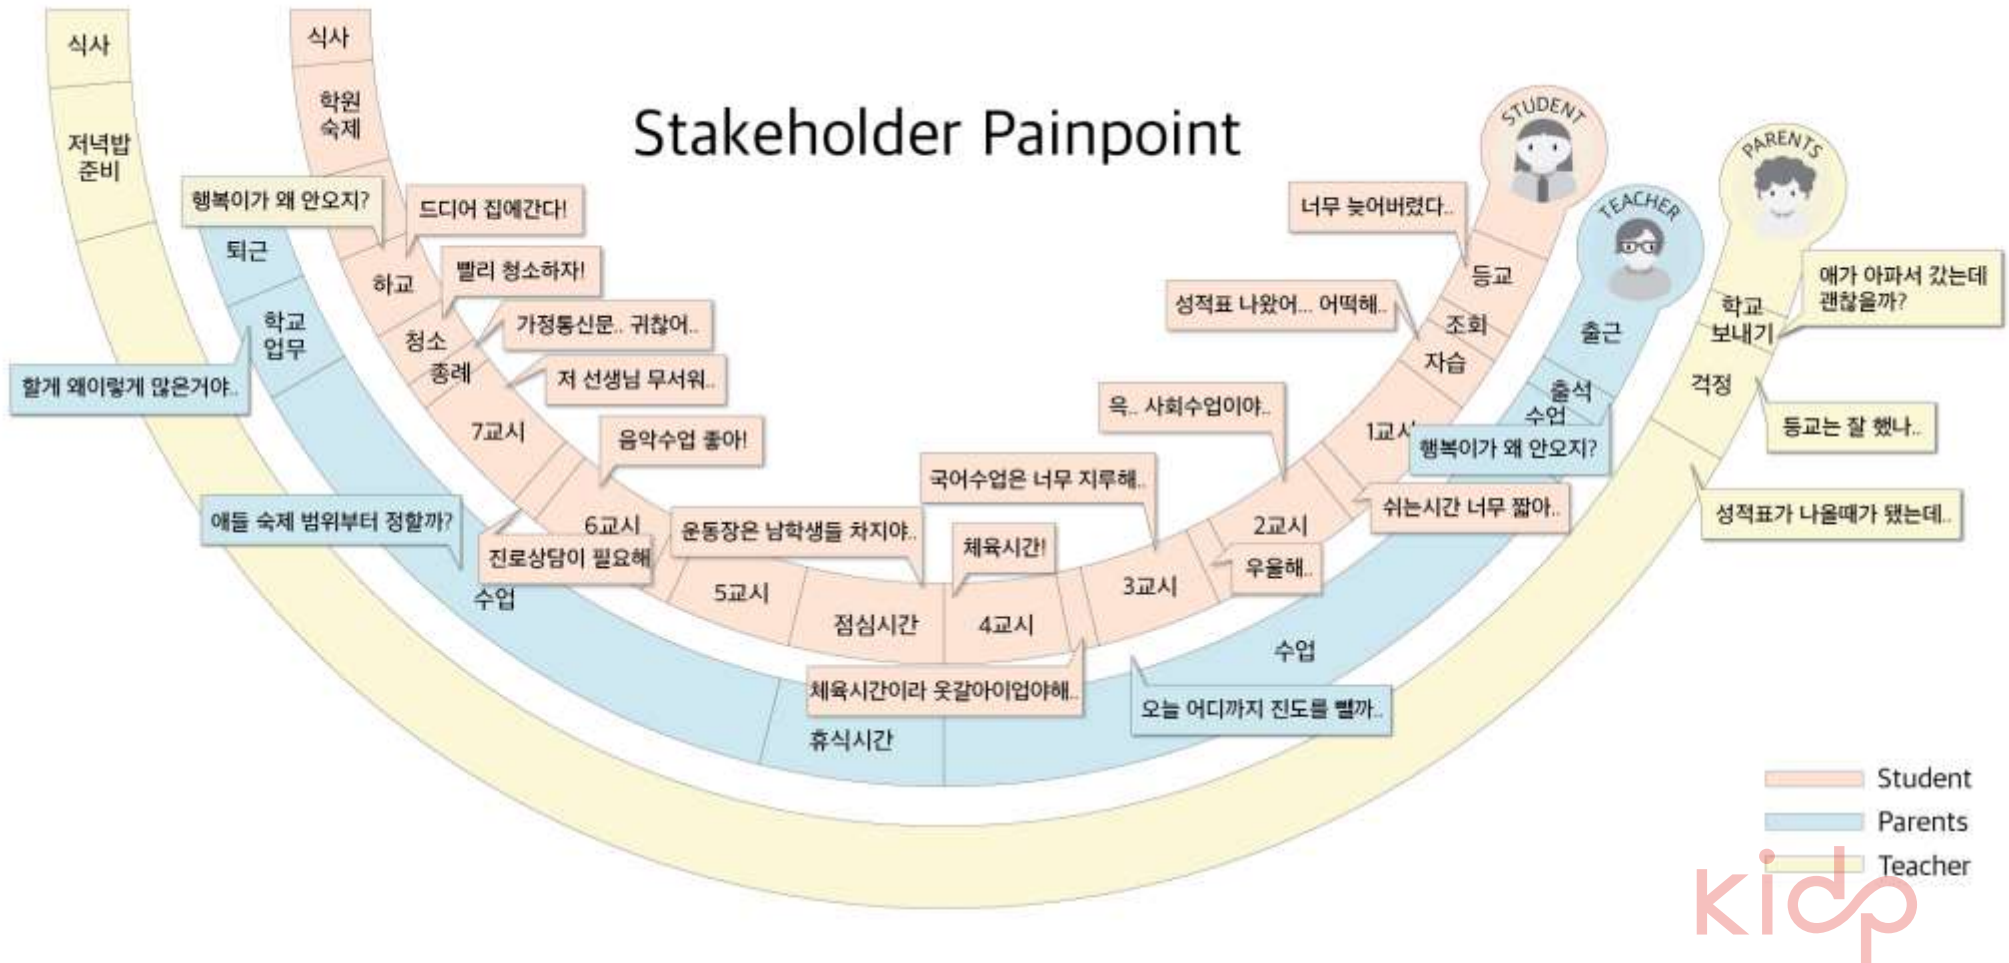 Stakeholder Painpoint
STUDENT
TEACHER
PARENTS
식사
저녁밥
준비
식사
학원
숙제
행복이가 왜 안오지?
드디어 집에간다!
퇴근
하교
빨리 청소하자!
학교
업무
청소
가정통신문.. 귀찮어..
종례
저 선생님 무서워..
할게 왜이렇게 많은거야..
7교시
음악수업 좋아!
애들 숙제 범위부터 정할까?
6교시
진로상담이 필요해
수업
운동장은 남학생들 차지야..
5교시
점심시간
체육시간!
4교시
체육시간이라 옷갈아이업야해..
휴식시간
국어수업은 너무 지루해..
3교시
우울해..
2교시
윽.. 사회수업이야..
쉬는시간 너무 짧아..
1교시
자습
조회
성적표 나왔어... 어떡해..
등교
너무 늦어버렸다..
출근
출석
수업
행복이가 왜 안오지?
수업
오늘 어디까지 진도를 뺄까..
학교
보내기
애가 아파서 갔는데
괜찮을까?
걱정
등교는 잘 했나..
성적표가 나올때가 됐는데..
Student
Parents
Teacher
kidp